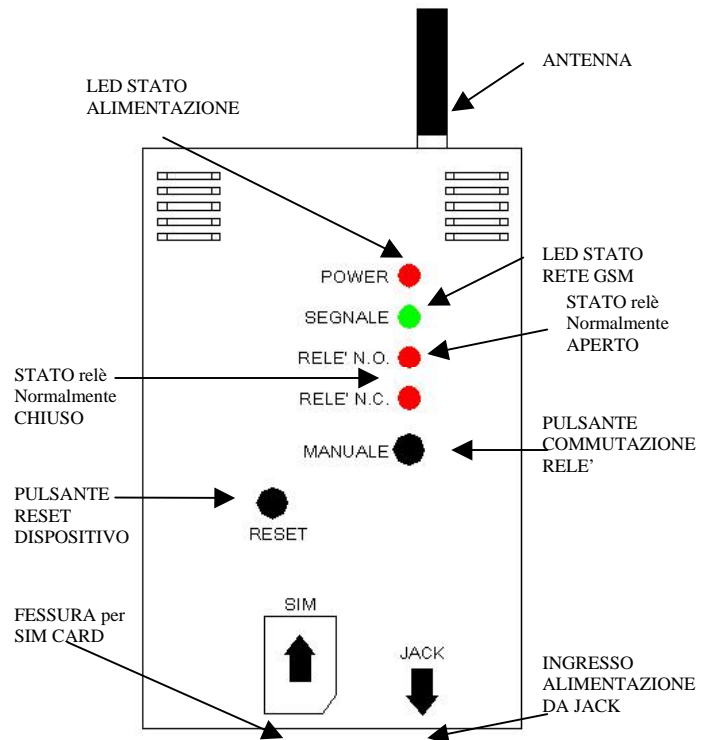 ANTENNA
LED STATO
ALIMENTAZIONE
LED STATO
RETE GSM
POWER
SEGNALE
STATO relè
Normalmente
APERTO
RELE' N.O.
STATO relè
Normalmente
CHIUSO
RELE' N.C.
MANUALE
PULSANTE
COMMUTAZIONE
RELE’
PULSANTE
RESET
DISPOSITIVO
RESET
FESSURA per
SIM CARD
SIM
JACK
INGRESSO
ALIMENTAZIONE
DA JACK